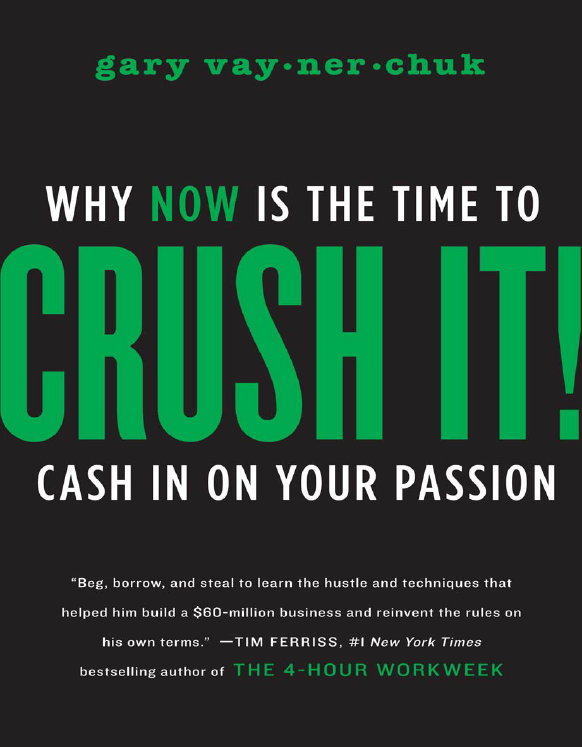 gary vay•ner•chuk
WHY NOW IS THE TIME TO
CRUSH IT!
CASH IN ON YOUR PASSION
“Beg, borrow, and steal to learn the hustle and techniques that
helped him build a $60-million business and reinvent the rules on
his own terms.” —TIM FERRISS, #1 New York Times
bestselling author of THE 4-HOUR WORKWEEK